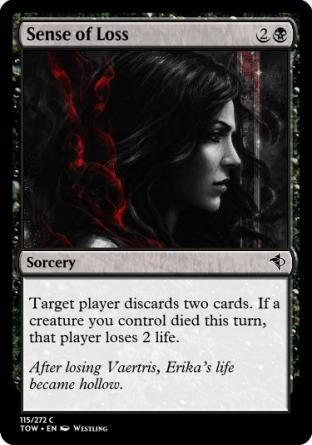 Sense of Loss 2
Sorcery
Target player discards two cards. If a
creature you control died this turn,
that player loses 2 life.
After losing Vaertris, Erika's life
became hollow.
115/272 C
TOW • EN Westling